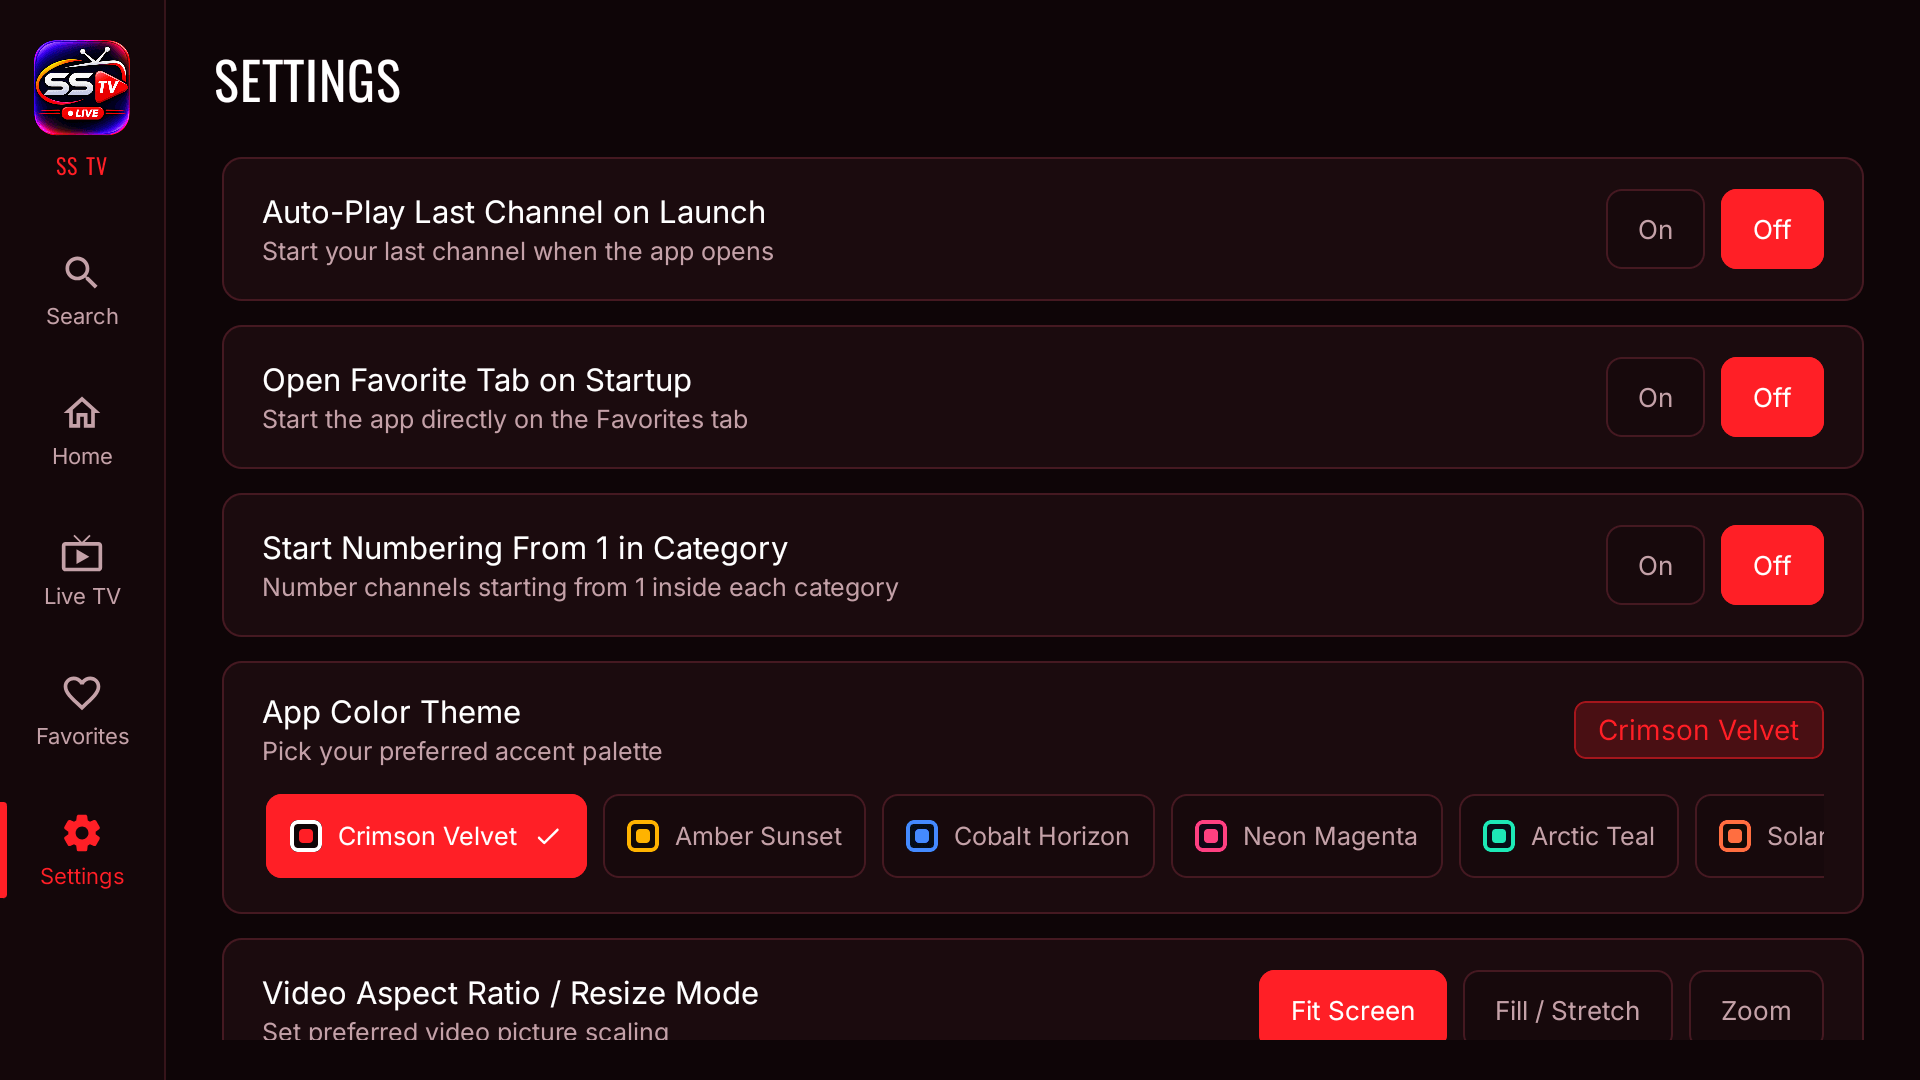 SS TV
LIVE
SS TV
Search
Home
Live TV
Favorites
Settings
SETTINGS
Auto-Play Last Channel on Launch
Start your last channel when the app opens
On
Off
Open Favorite Tab on Startup
Start the app directly on the Favorites tab
On
Off
Start Numbering From 1 in Category
Number channels starting from 1 inside each category
On
Off
App Color Theme
Pick your preferred accent palette
Crimson Velvet
Crimson Velvet
Amber Sunset
Cobalt Horizon
Neon Magenta
Arctic Teal
Solar
Video Aspect Ratio / Resize Mode
Set preferred video picture scaling
Fit Screen
Fill / Stretch
Zoom